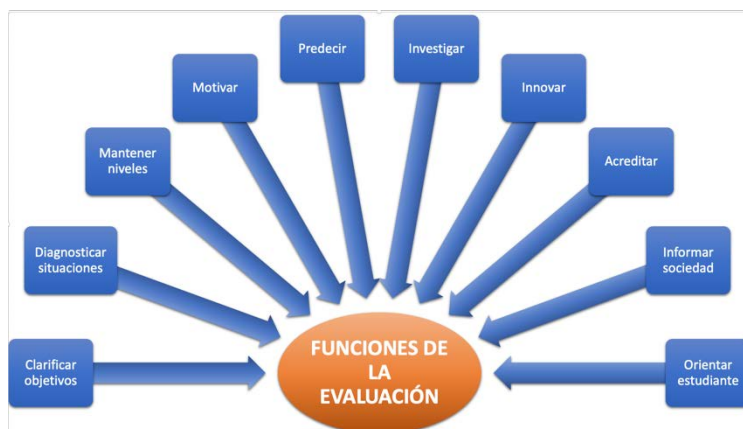 Predecir
Investigar
Motivar
Innovar
Mantener
niveles
Acreditar
Diagnosticar
situaciones
Informar
sociedad
Clarificar
objetivos
FUNCIONES DE
LA
EVALUACIÓN
Orientar
estudiante